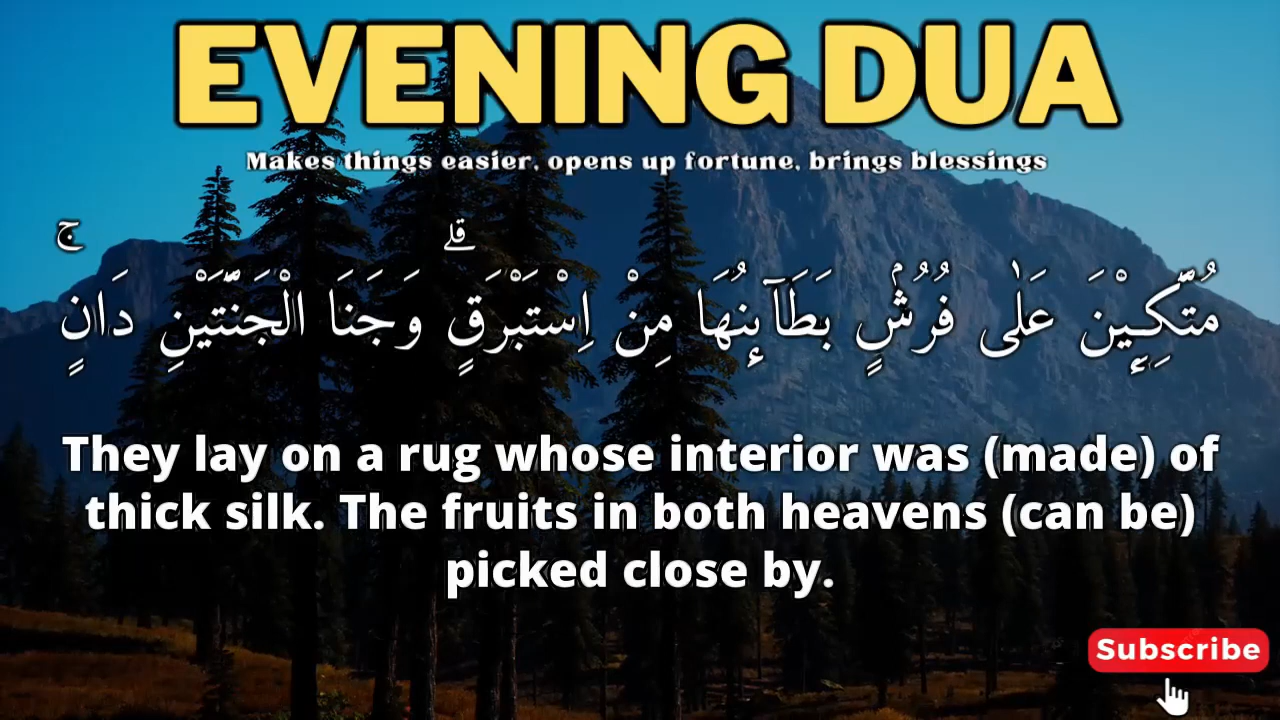 EVENING DUA
Makes things easier, opens up fortune, brings blessings
مُتَّكِـِٕيْنَ عَلٰى فُرُشٍۢ بَطَاۤىِٕنُهَا مِنْ اِسْتَبْرَقٍۗ وَجَنَا الْجَنَّتَيْنِ دَانٍۚ
They lay on a rug whose interior was (made) of
thick silk. The fruits in both heavens (can be)
picked close by.
Subscribe